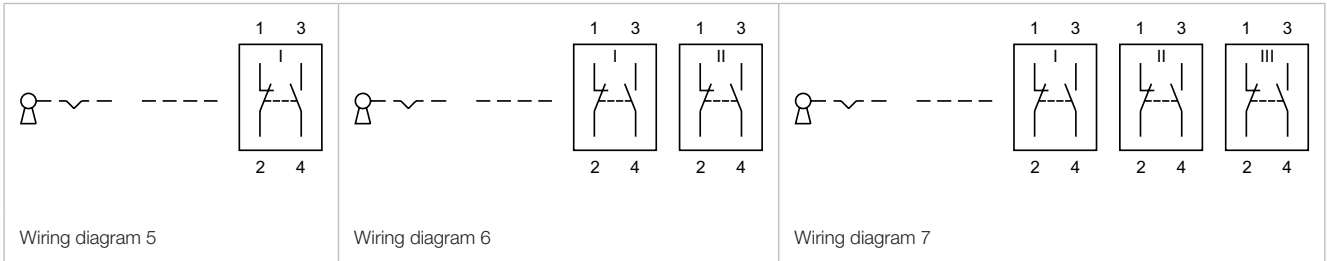 1 3
I
2 4
Wiring diagram 5
1 3 1 3
I II
2 4 2 4
Wiring diagram 6
1 3 1 3 1 3
I II III
2 4 2 4 2 4
Wiring diagram 7